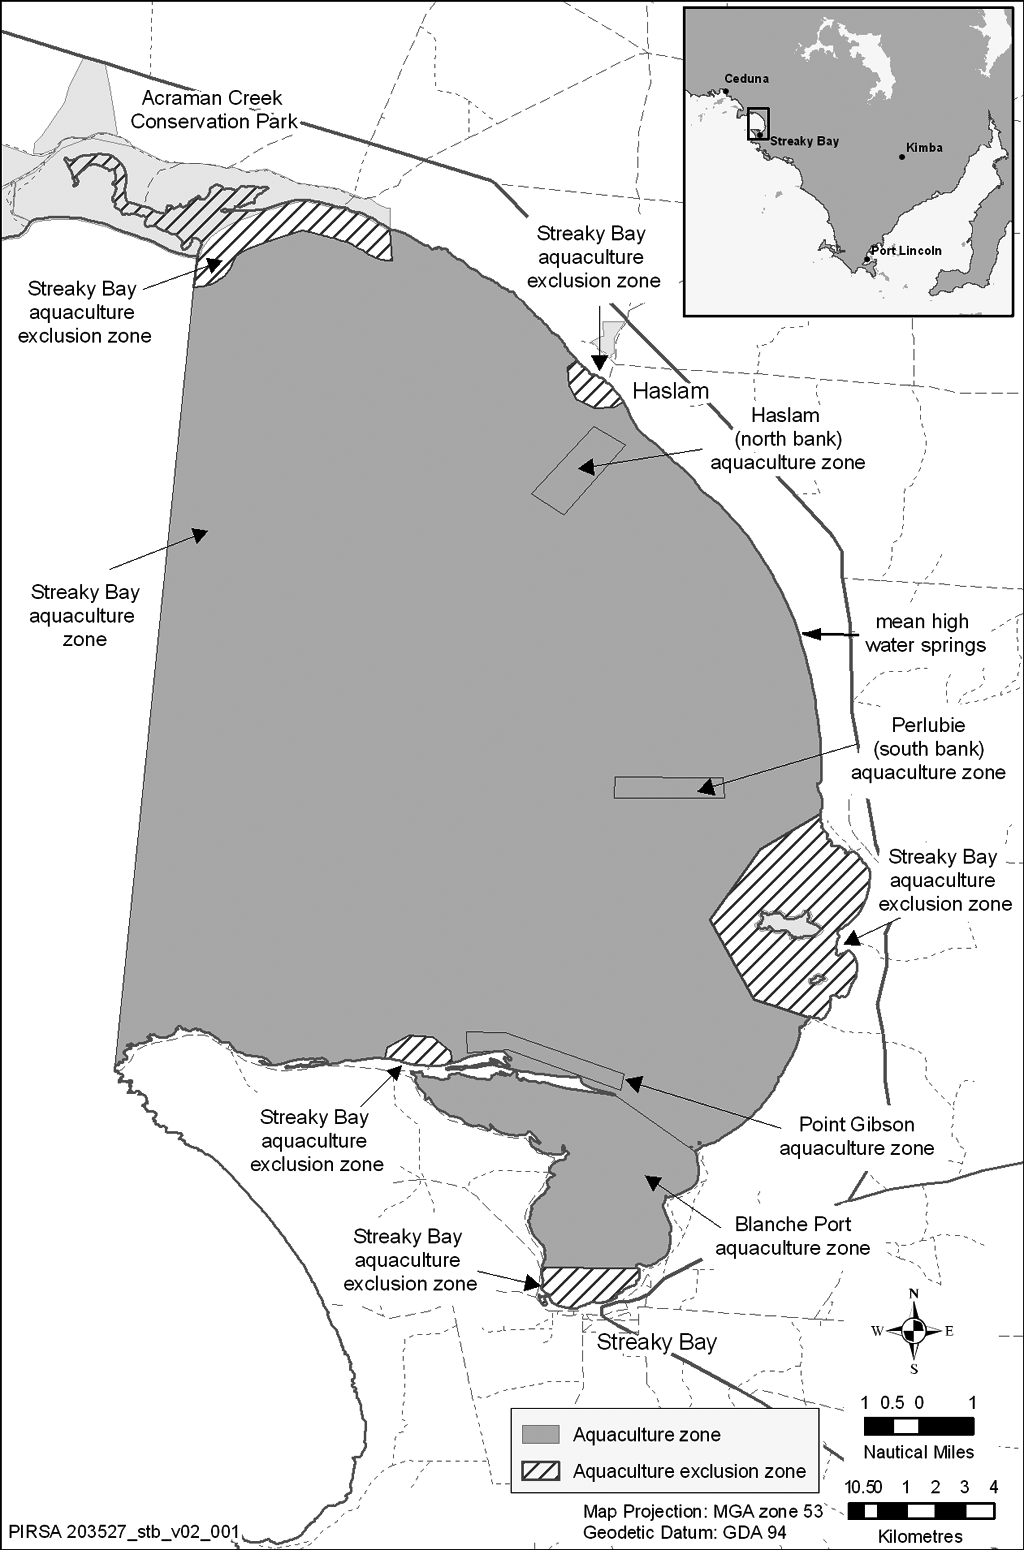 Acraman Creek
Conservation Park
Ceduna
Streaky Bay
Kimba
Port Lincoln
Streaky Bay
aquaculture
exclusion zone
Streaky Bay
aquaculture
exclusion zone
Haslam
Haslam
(north bank)
aquaculture zone
Streaky Bay
aquaculture
zone
mean high
water springs
Perlubie
(south bank)
aquaculture zone
Streaky Bay
aquaculture
exclusion zone
Streaky Bay
aquaculture
exclusion zone
Point Gibson
aquaculture zone
Blanche Port
aquaculture zone
Streaky Bay
aquaculture
exclusion zone
Streaky Bay
N
W E
S
1 0.5 0 1
Nautical Miles
Aquaculture zone
Aquaculture exclusion zone
10.50 1 2 3 4
Kilometres
Map Projection: MGA zone 53
Geodetic Datum: GDA 94
PIRSA 203527_stb_v02_001